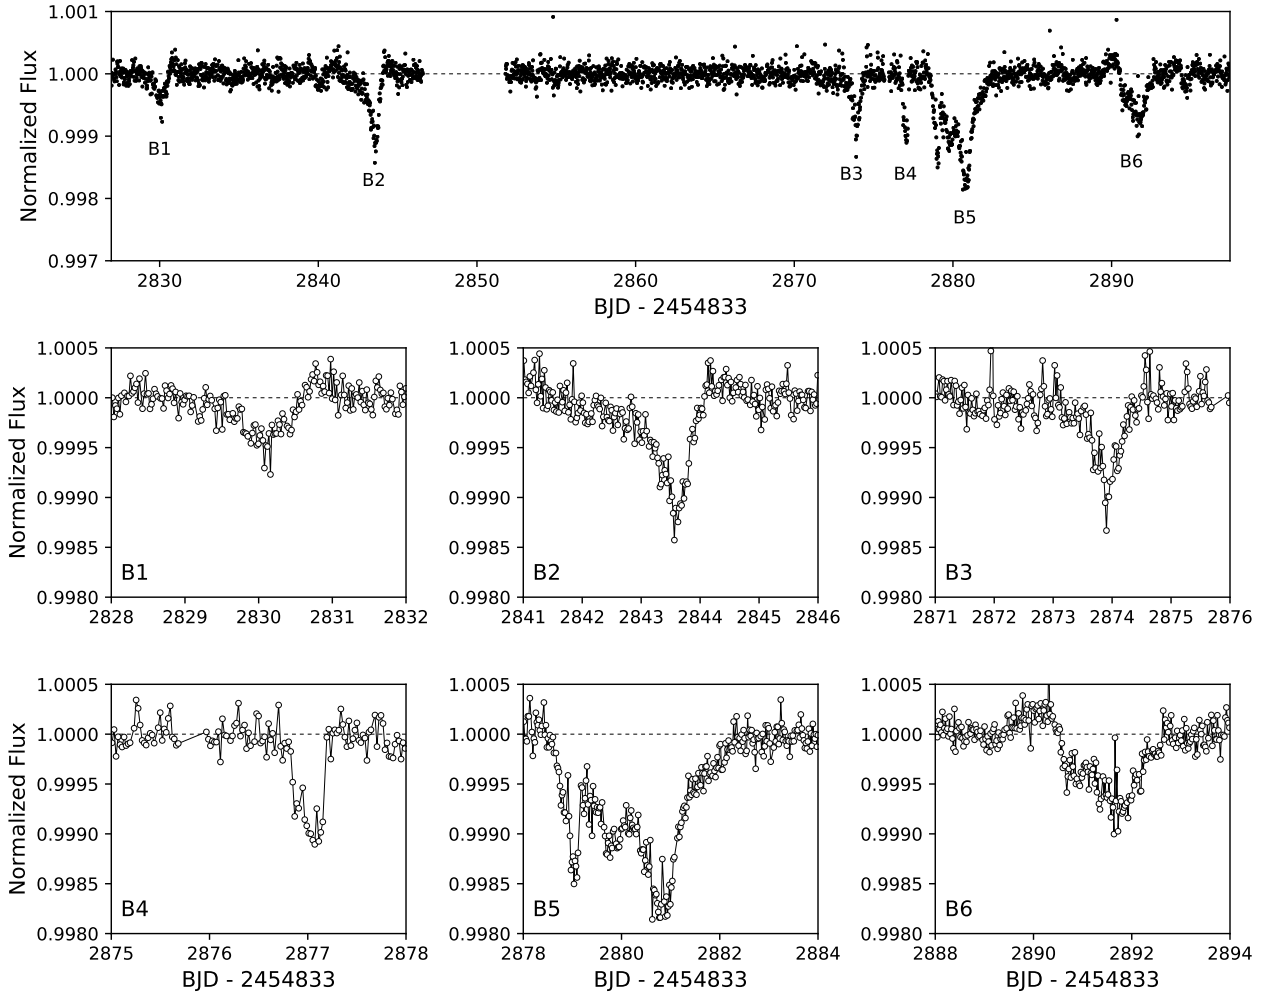 1.001
1.000
0.999
0.998
0.997
Normalized Flux
B1
B2
B3
B4
B5
B6
2830 2840 2850 2860 2870 2880 2890
BJD - 2454833
1.0005
1.0000
0.9995
0.9990
0.9985
0.9980
Normalized Flux
B1
2828 2829 2830 2831 2832
1.0005
1.0000
0.9995
0.9990
0.9985
0.9980
B2
2841 2842 2843 2844 2845 2846
1.0005
1.0000
0.9995
0.9990
0.9985
0.9980
B3
2871 2872 2873 2874 2875 2876
1.0005
1.0000
0.9995
0.9990
0.9985
0.9980
Normalized Flux
B4
2875 2876 2877 2878
BJD - 2454833
1.0005
1.0000
0.9995
0.9990
0.9985
0.9980
B5
2878 2880 2882 2884
BJD - 2454833
1.0005
1.0000
0.9995
0.9990
0.9985
0.9980
B6
2888 2890 2892 2894
BJD - 2454833